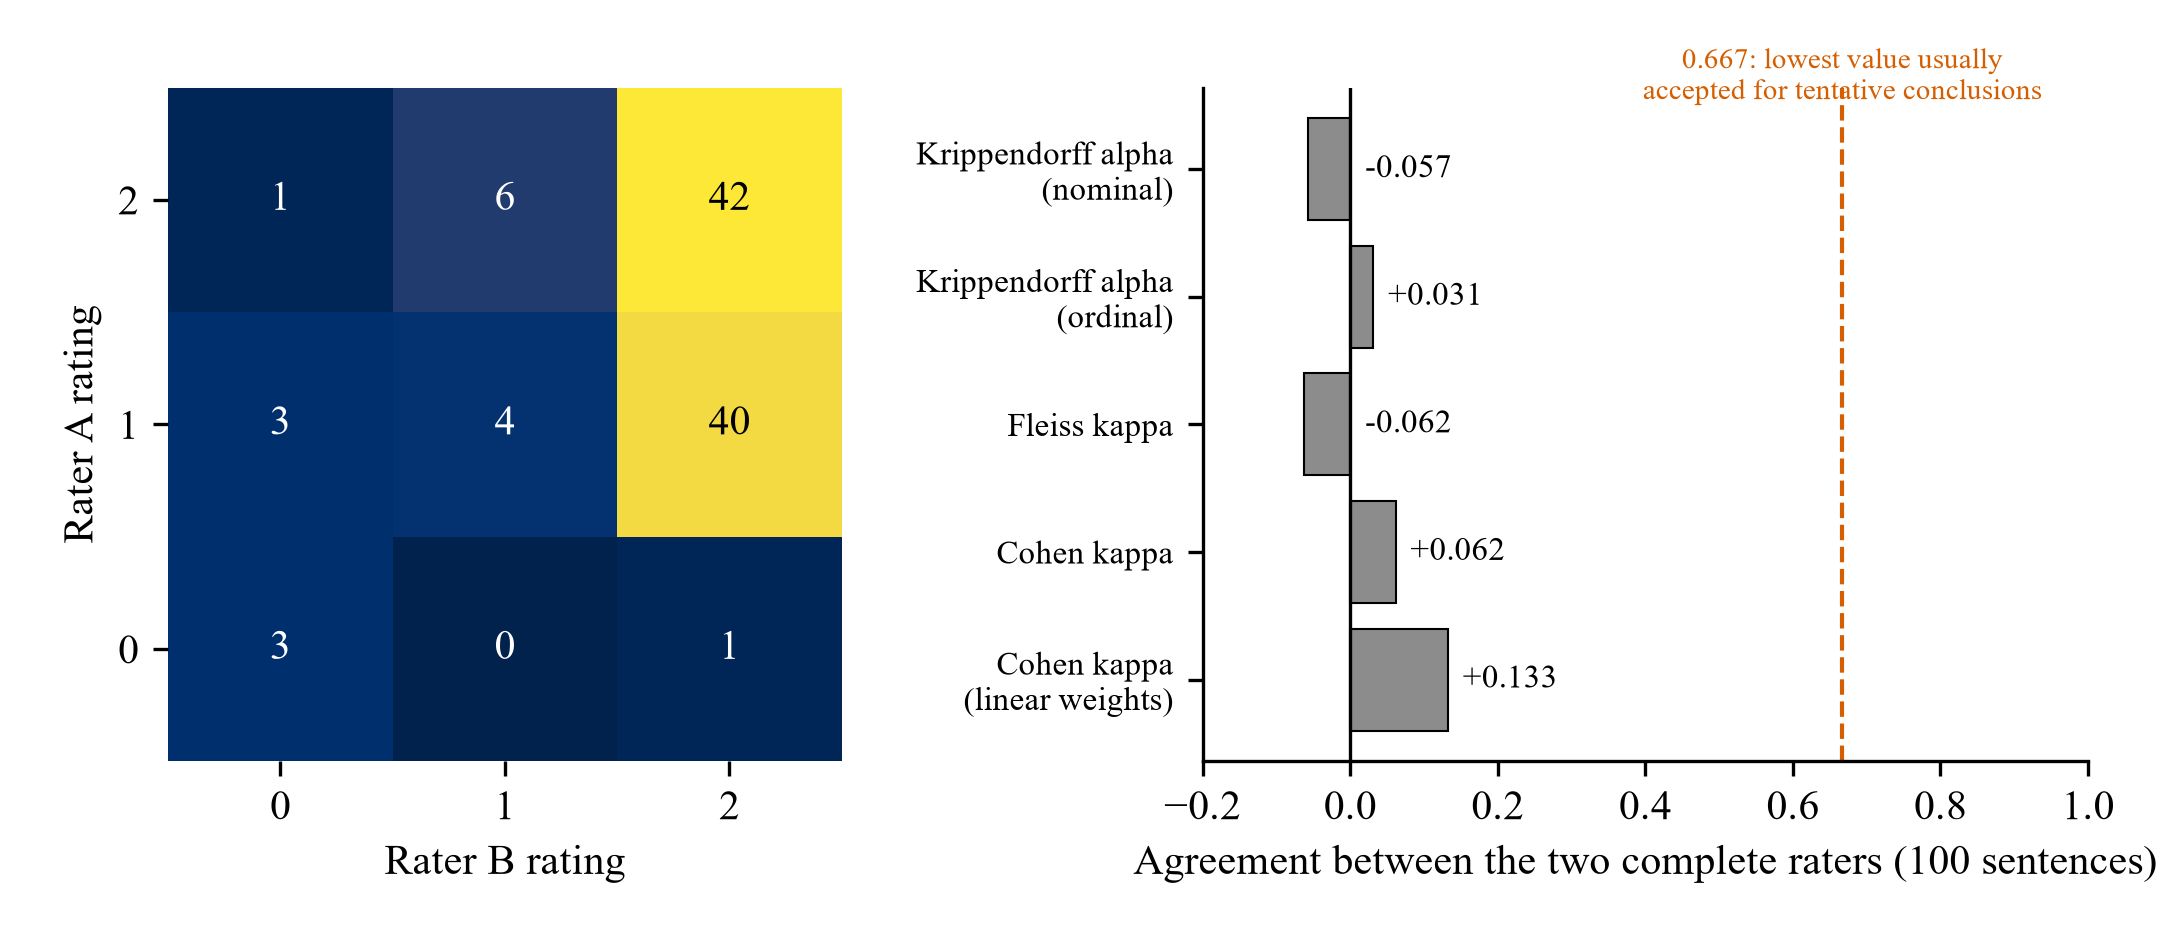 0.667: lowest value usually
accepted for tentative conclusions
2
1
6
42
1
3
4
40
0
3
0
1
0
1
2
Rater A rating
Rater B rating
Krippendorff alpha
(nominal)
-0.057
Krippendorff alpha
(ordinal)
+0.031
Fleiss kappa
-0.062
Cohen kappa
+0.062
Cohen kappa
(linear weights)
+0.133
−0.2
0.0
0.2
0.4
0.6
0.8
1.0
Agreement between the two complete raters (100 sentences)